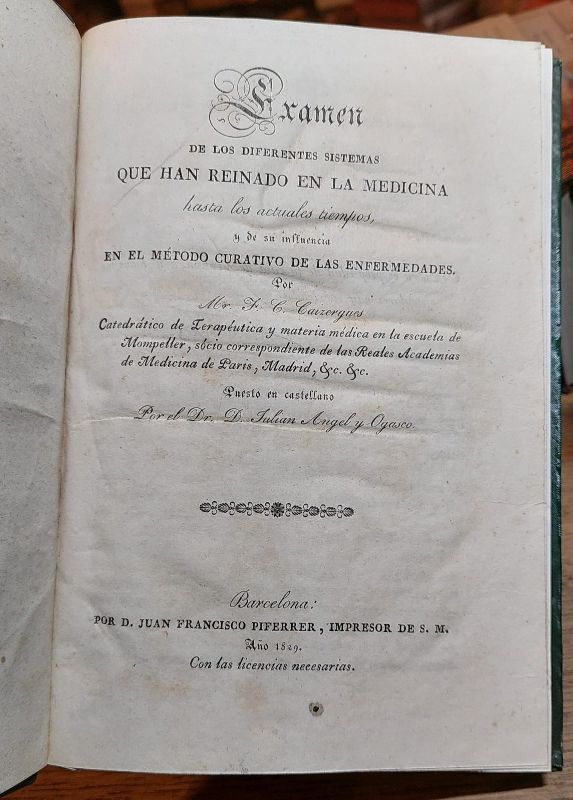 Examen
DE LOS DIFERENTES SISTEMAS
QUE HAN REINADO EN LA MEDICINA
hasta los actuales tiempos,
y de su influencia
EN EL MÉTODO CURATIVO DE LAS ENFERMEDADES.
Por
Mr. F. C. Caizergues
Catedrático de Terapéutica y materia médica en la escuela de
Mompeller, sócio correspondiente de las Reales Academias
de Medicina de Paris, Madrid, &c. &c.
Puesto en castellano
Por el Dr. D. Julian Angel y Ogasco.
Barcelona:
POR D. JUAN FRANCISCO PIFERRER, IMPRESOR DE S. M.
Año 1829.
Con las licencias necesarias.